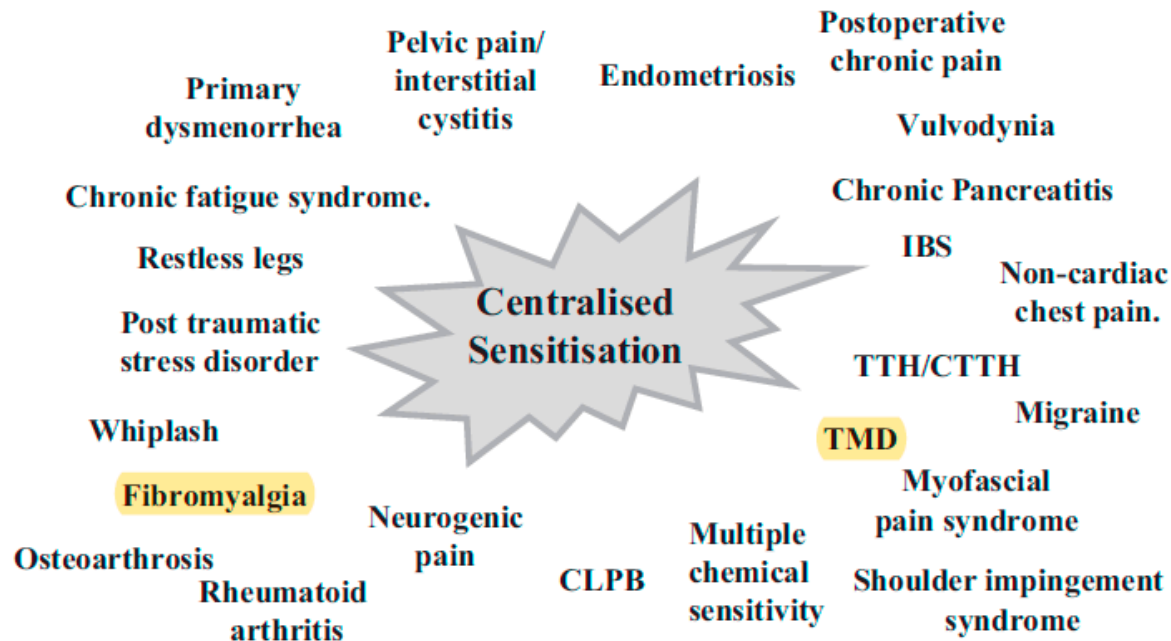 Postoperative
chronic pain
Pelvic pain/
interstitial
cystitis
Endometriosis
Primary
dysmenorrhea
Vulvodynia
Chronic fatigue syndrome.
Chronic Pancreatitis
Restless legs
IBS
Non-cardiac
chest pain.
Centralised
Sensitisation
Post traumatic
stress disorder
TTH/CTTH
Migraine
Whiplash
TMD
Fibromyalgia
Myofascial
pain syndrome
Neurogenic
pain
Osteoarthrosis
Rheumatoid
arthritis
CLPB
Multiple
chemical
sensitivity
Shoulder impingement
syndrome